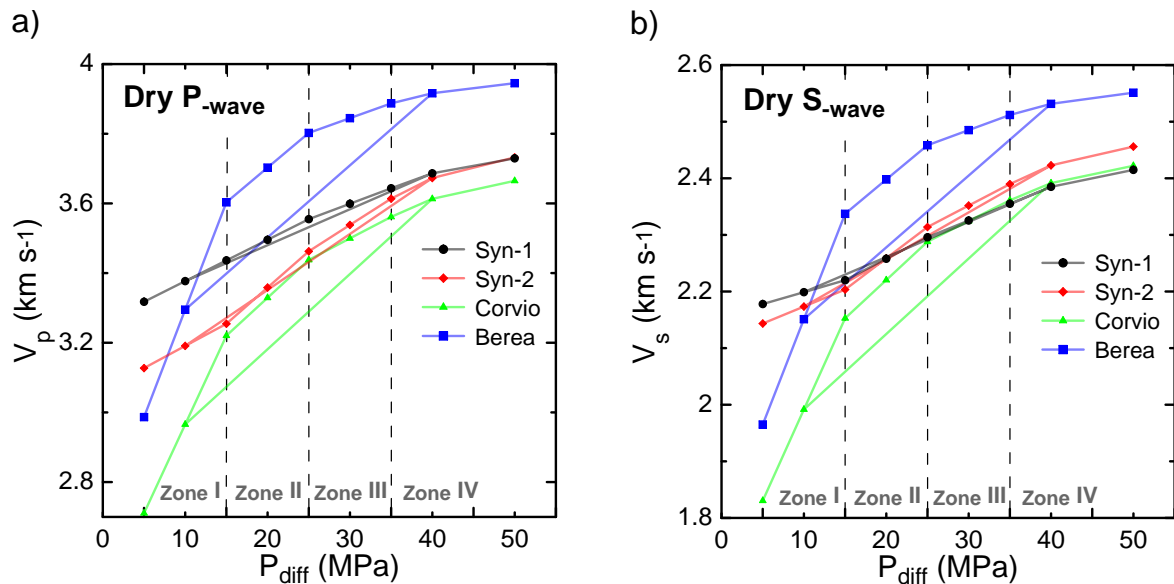 a)
Dry P-wave
4
3.6
3.2
2.8
Vp (km s-1)
Syn-1
Syn-2
Corvio
Berea
Zone I
Zone II
Zone III
Zone IV
0
10
20
30
40
50
Pdiff (MPa)
b)
Dry S-wave
2.6
2.4
2.2
2
1.8
Vs (km s-1)
Syn-1
Syn-2
Corvio
Berea
Zone I
Zone II
Zone III
Zone IV
0
10
20
30
40
50
Pdiff (MPa)